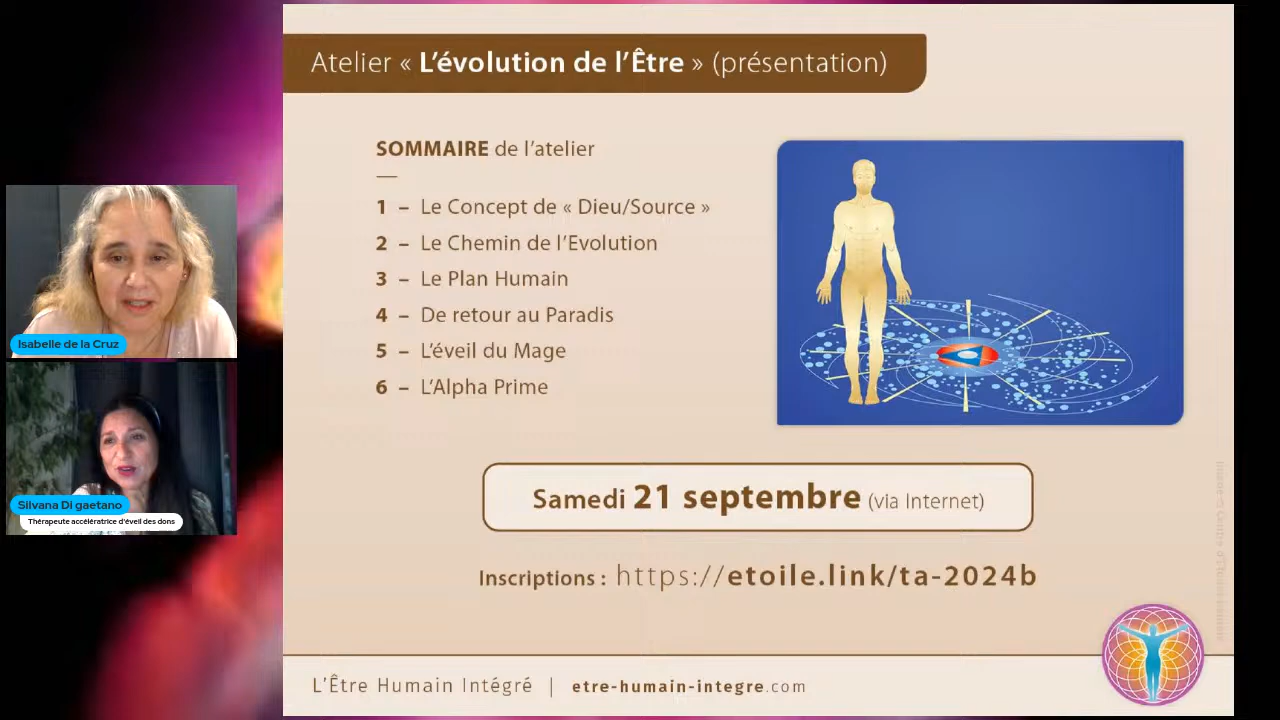 Atelier « L’évolution de l’Être » (présentation)
SOMMAIRE de l’atelier
—
1 – Le Concept de « Dieu/Source »
2 – Le Chemin de l’Evolution
3 – Le Plan Humain
4 – De retour au Paradis
5 – L’éveil du Mage
6 – L’Alpha Prime
Samedi 21 septembre (via Internet)
Inscriptions : https://etoile.link/ta-2024b
L’Être Humain Intégré | etre-humain-integre.com
Isabelle de la Cruz
Silvana Di gaetano
Thérapeute accélératrice d'éveil des dons